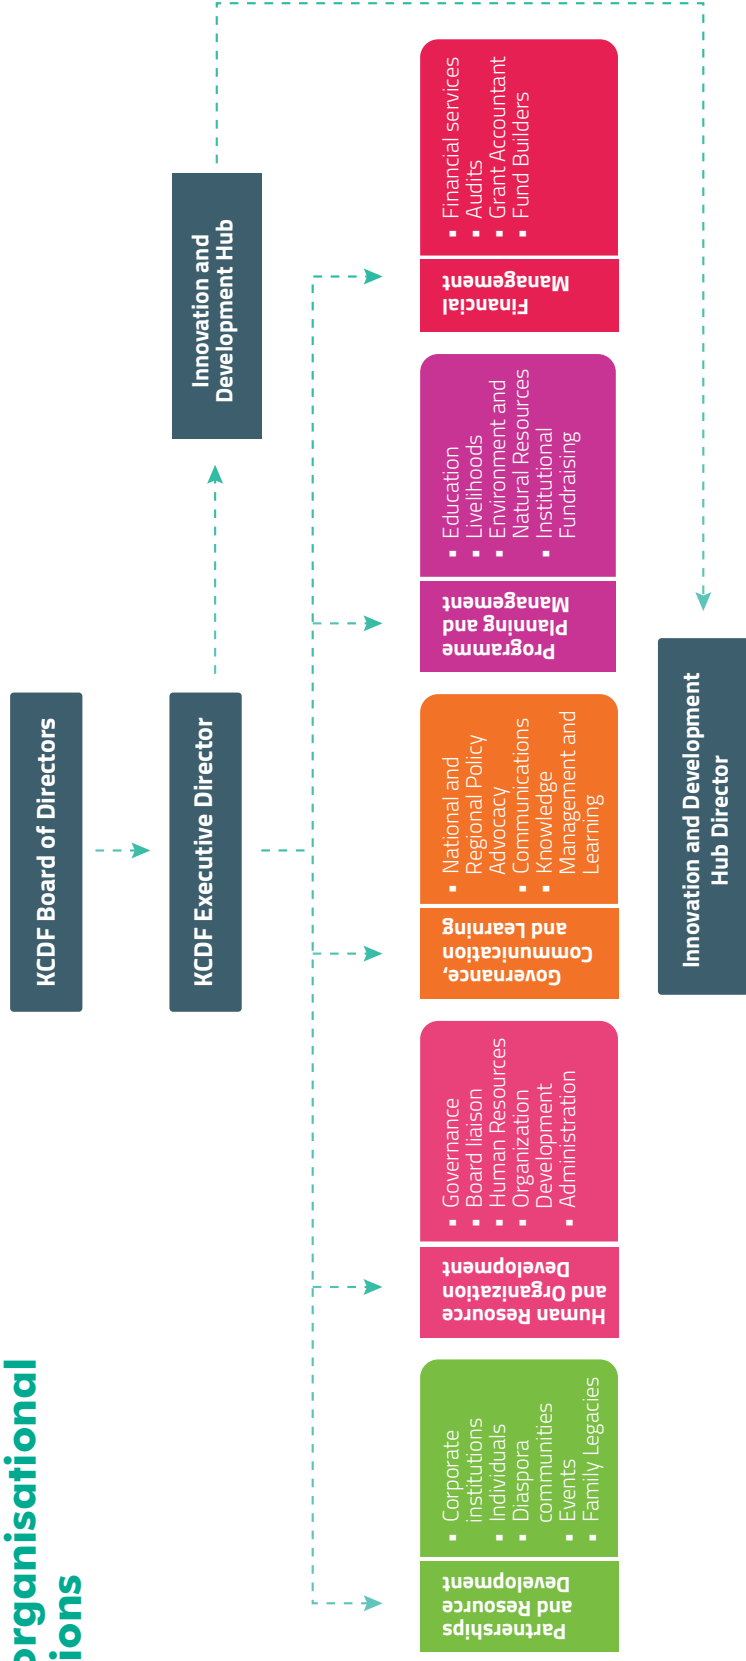 organisational
ions
KCDF Board of Directors
KCDF Executive Director
Innovation and
Development Hub
Partnerships
and Resource
Development
▪ Corporate
institutions
▪ Individuals
▪ Diaspora
communities
▪ Events
▪ Family Legacies
Human Resource
and Organization
Development
▪ Governance
▪ Board liaison
▪ Human Resources
▪ Organization
Development
▪ Administration
Governance,
Communication
and Learning
▪ National and
Regional Policy
Advocacy
▪ Communications
▪ Knowledge
Management and
Learning
Programme
Planning and
Management
▪ Education
▪ Livelihoods
▪ Environment and
Natural Resources
▪ Institutional
Fundraising
Financial
Management
▪ Financial services
▪ Audits
▪ Grant Accountant
▪ Fund Builders
Innovation and Development
Hub Director